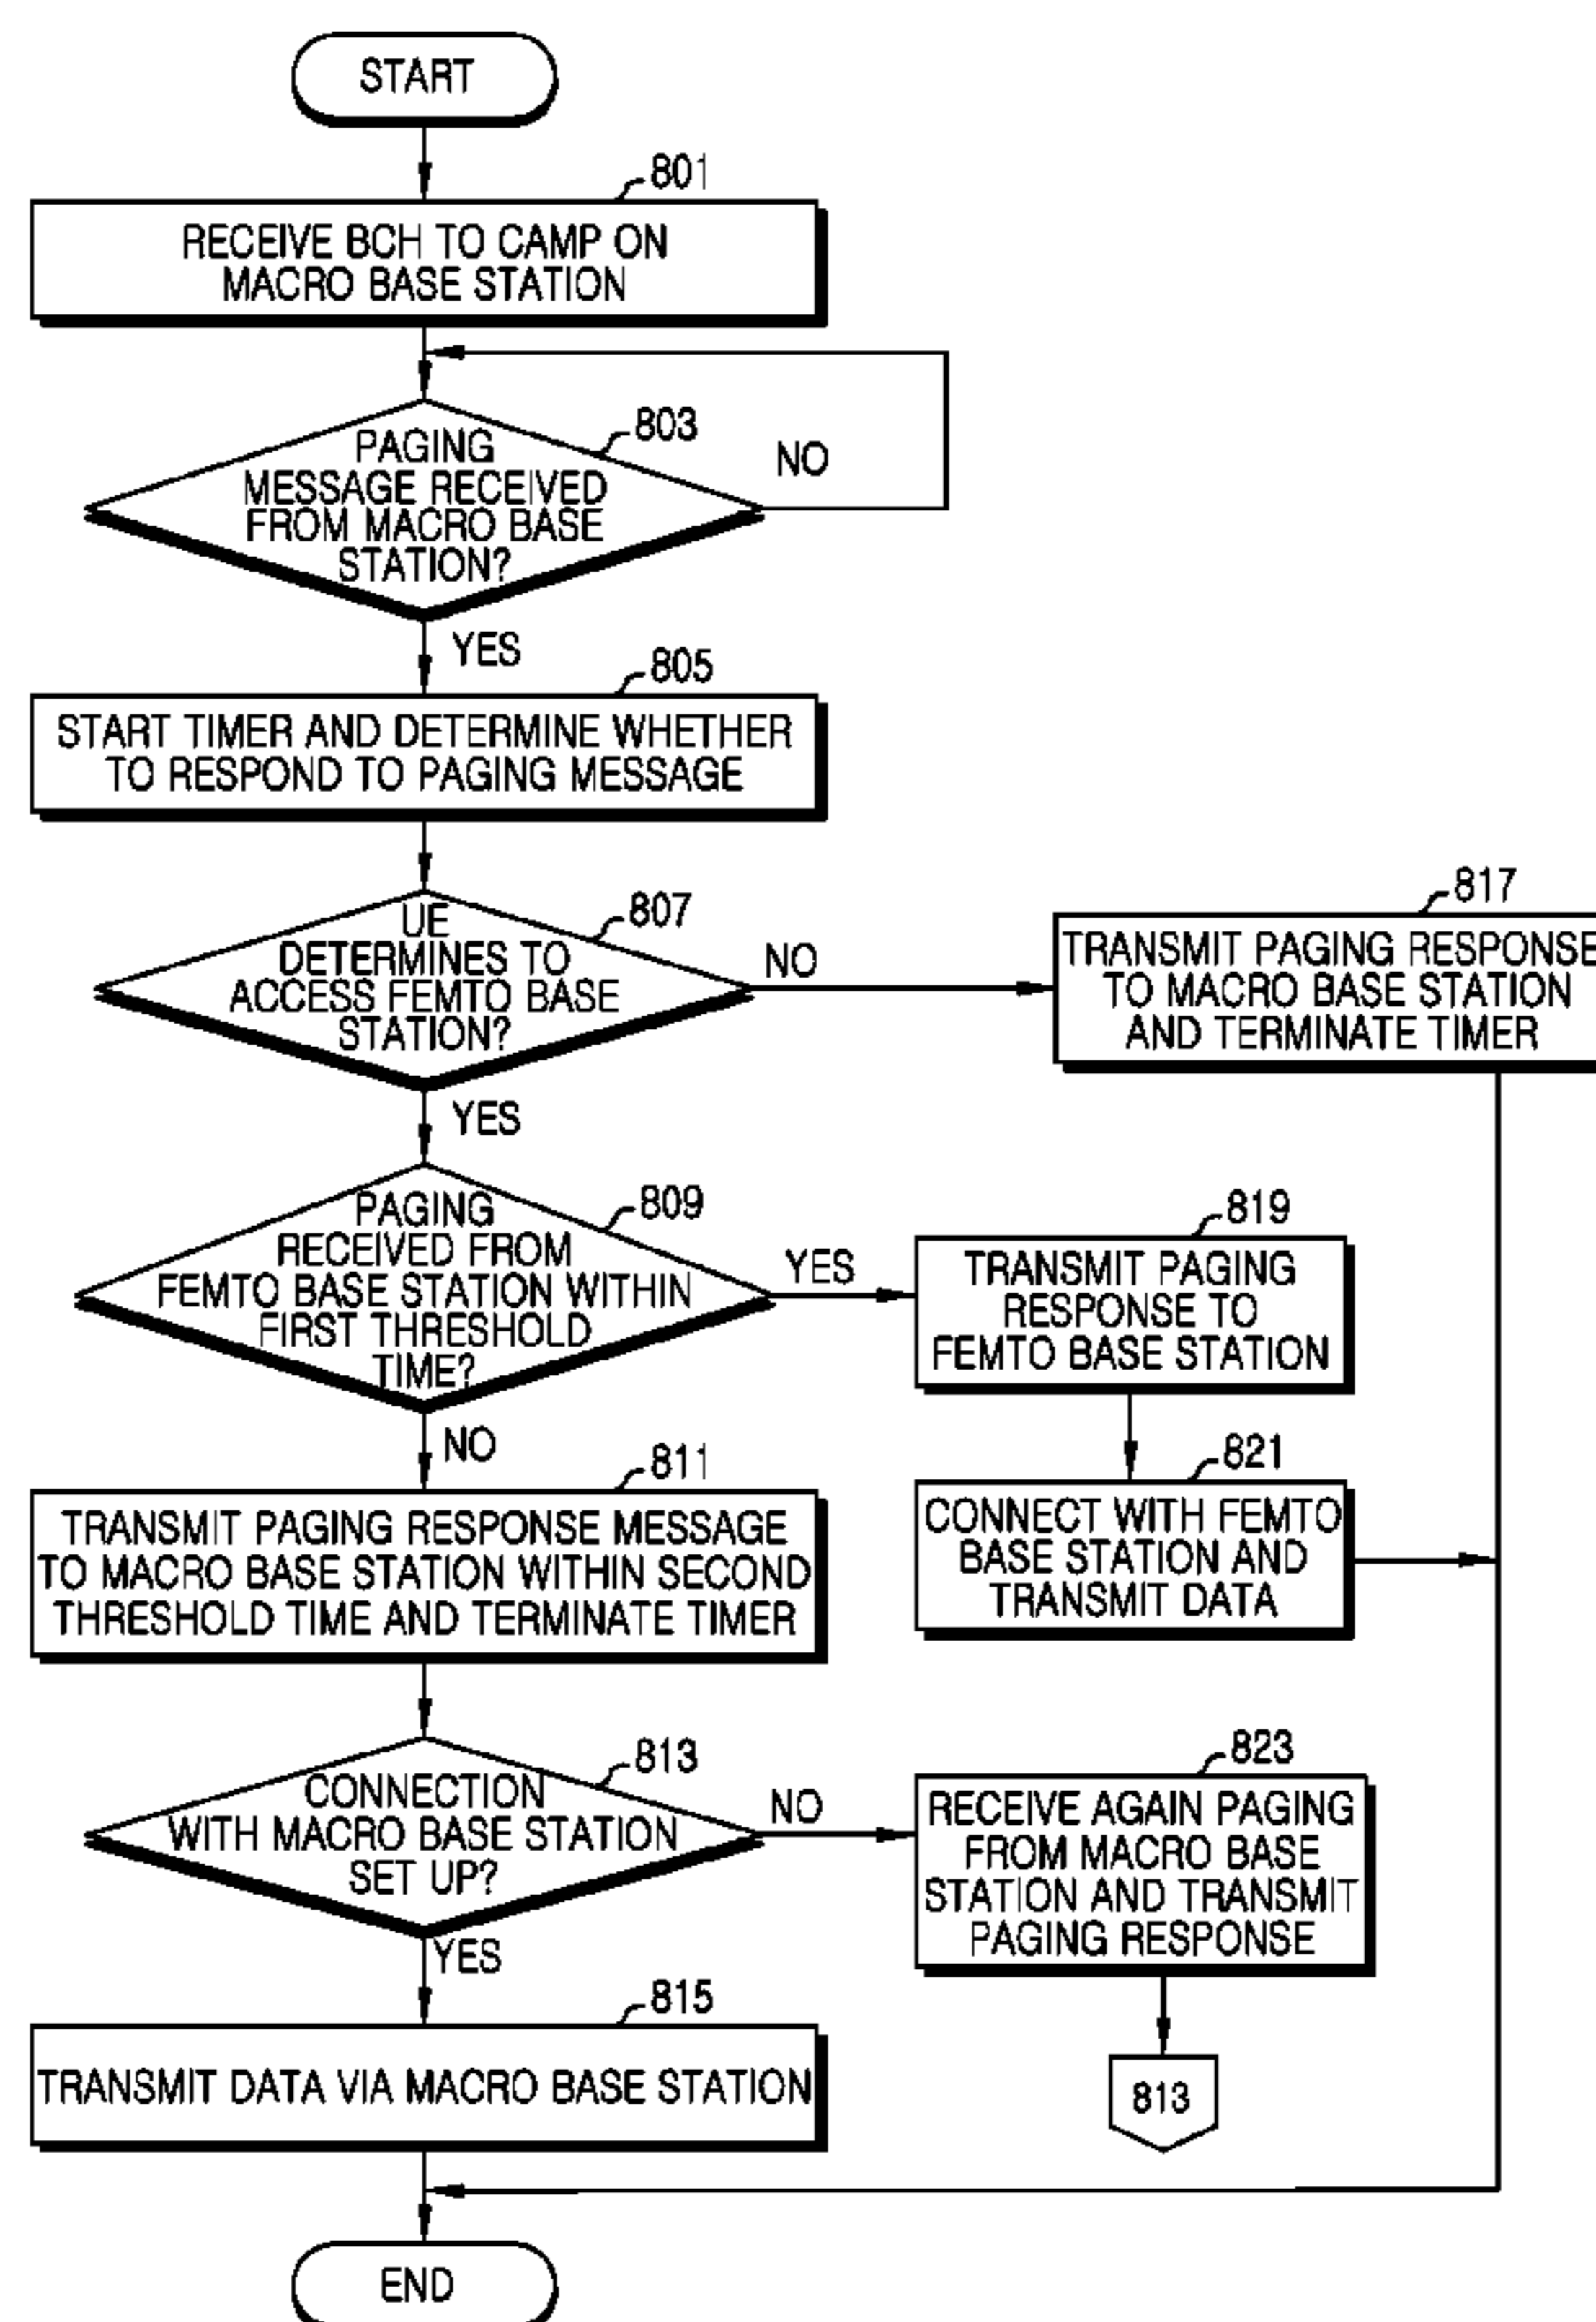 START
801
RECEIVE BCH TO CAMP ON
MACRO BASE STATION
803
PAGING
MESSAGE RECEIVED
FROM MACRO BASE
STATION?
NO
YES
805
START TIMER AND DETERMINE WHETHER
TO RESPOND TO PAGING MESSAGE
807
UE
DETERMINES TO
ACCESS FEMTO BASE
STATION?
NO
817
TRANSMIT PAGING RESPONSE
TO MACRO BASE STATION
AND TERMINATE TIMER
YES
809
PAGING
RECEIVED FROM
FEMTO BASE STATION WITHIN
FIRST THRESHOLD
TIME?
YES
819
TRANSMIT PAGING
RESPONSE TO
FEMTO BASE STATION
NO
821
CONNECT WITH FEMTO
BASE STATION AND
TRANSMIT DATA
811
TRANSMIT PAGING RESPONSE MESSAGE
TO MACRO BASE STATION WITHIN SECOND
THRESHOLD TIME AND TERMINATE TIMER
813
CONNECTION
WITH MACRO BASE STATION
SET UP?
NO
823
RECEIVE AGAIN PAGING
FROM MACRO BASE
STATION AND TRANSMIT
PAGING RESPONSE
YES
815
TRANSMIT DATA VIA MACRO BASE STATION
813
END